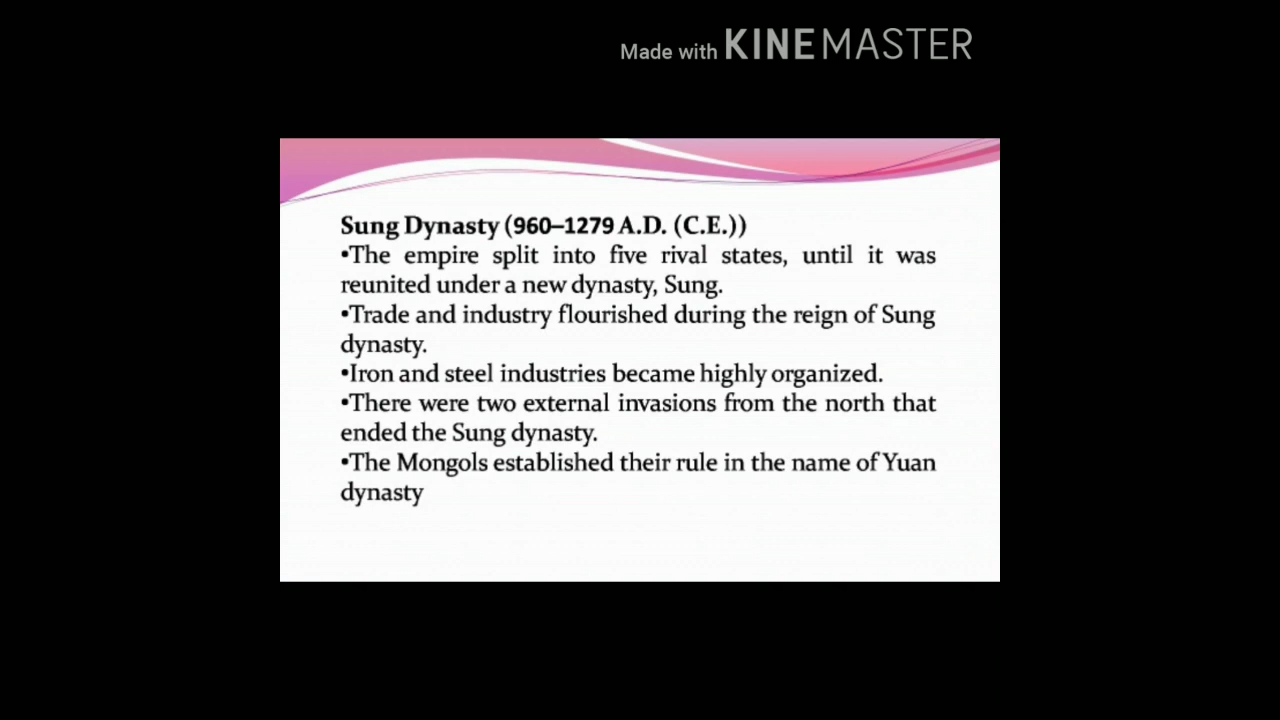 Made with KINEMASTER
Sung Dynasty (960–1279 A.D. (C.E.))
•The empire split into five rival states, until it was
reunited under a new dynasty, Sung.
•Trade and industry flourished during the reign of Sung
dynasty.
•Iron and steel industries became highly organized.
•There were two external invasions from the north that
ended the Sung dynasty.
•The Mongols established their rule in the name of Yuan
dynasty